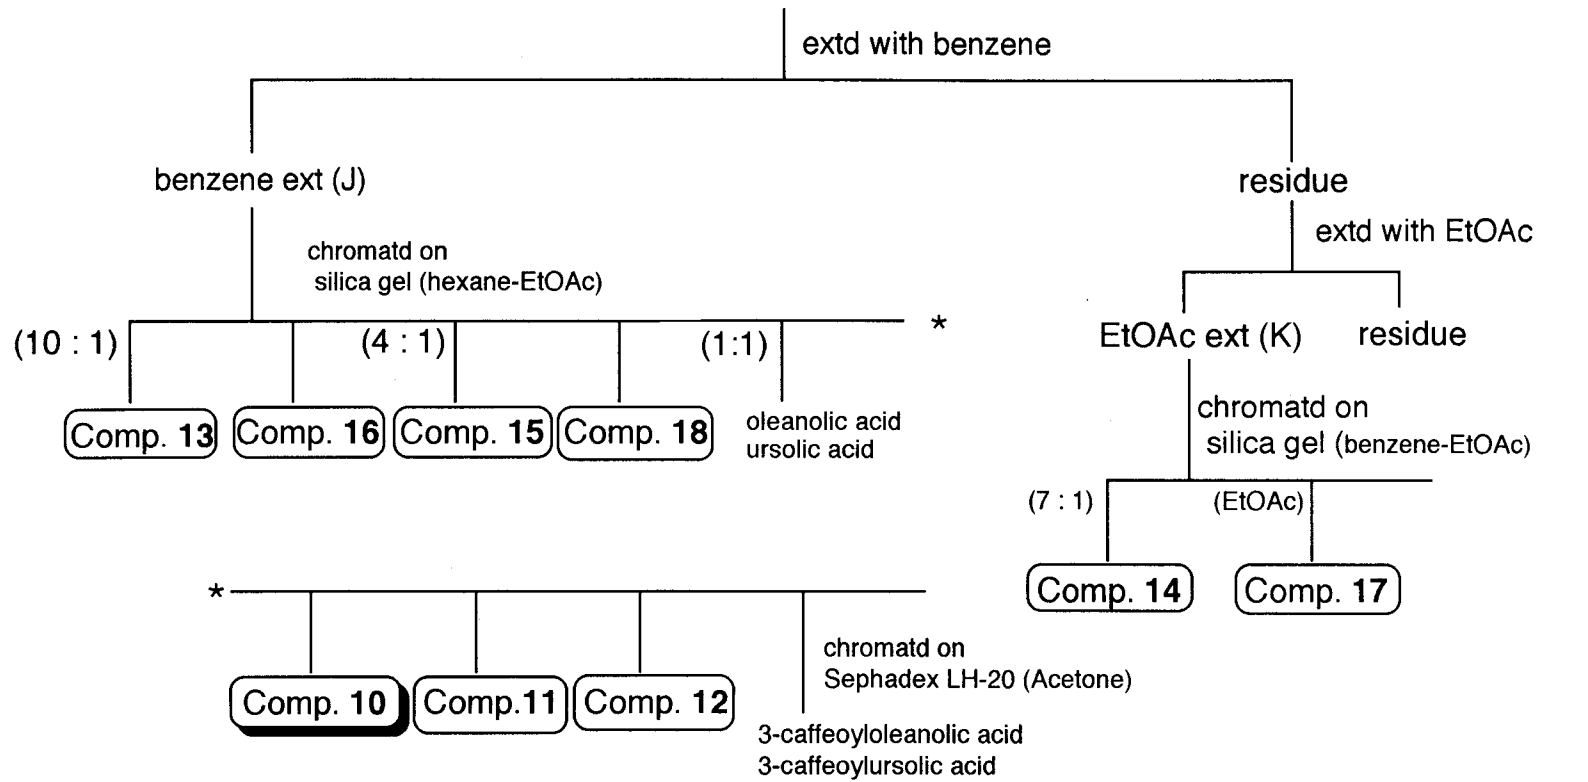 extd with benzene
benzene ext (J)
residue
extd with EtOAc
chromatd on
silica gel (hexane-EtOAc)
(10 : 1)
(4 : 1)
(1:1)
*
EtOAc ext (K)
residue
Comp. 13
Comp. 16
Comp. 15
Comp. 18
oleanolic acid
ursolic acid
chromatd on
silica gel (benzene-EtOAc)
(7 : 1)
(EtOAc)
Comp. 14
Comp. 17
*
Comp. 10
Comp.11
Comp. 12
chromatd on
Sephadex LH-20 (Acetone)
3-caffeoyloleanolic acid
3-caffeoylursolic acid